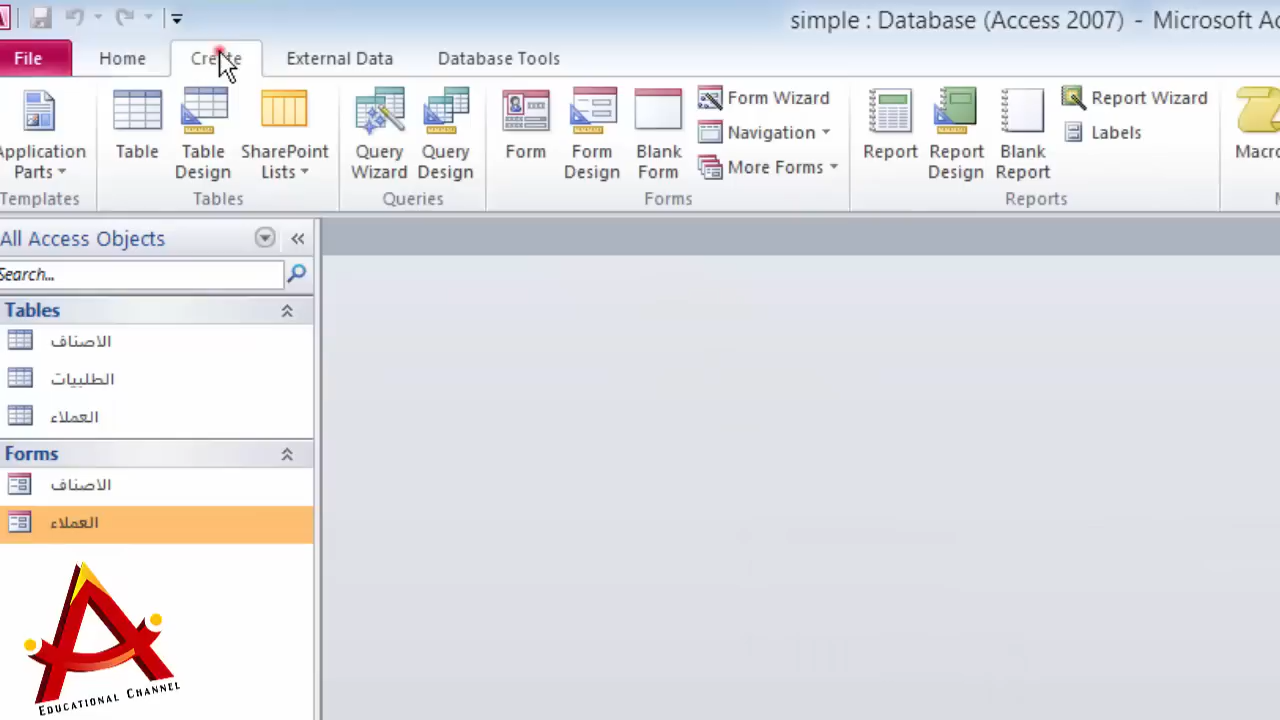 simple : Database (Access 2007) - Microsoft Ac
File Home Create External Data Database Tools
Application Parts
Table
Table Design
SharePoint Lists
Query Wizard
Query Design
Form
Form Design
Blank Form
Form Wizard
Navigation
More Forms
Report
Report Design
Blank Report
Report Wizard
Labels
Macro
Templates Tables Queries Forms Reports M
All Access Objects
Search...
Tables
الاصناف
الطلبيات
العملاء
Forms
الاصناف
العملاء
EDUCATIONAL CHANNEL